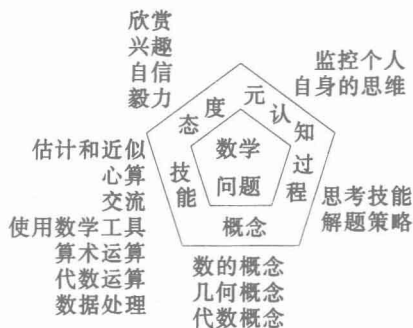 欣赏
兴趣
自信
毅力
监控个人
自身的思维
态度
元认知
数学
问题
技能
过程
概念
估计和近似
心算
交流
使用数学工具
算术运算
代数运算
数据处理
思考技能
解题策略
数的概念
几何概念
代数概念